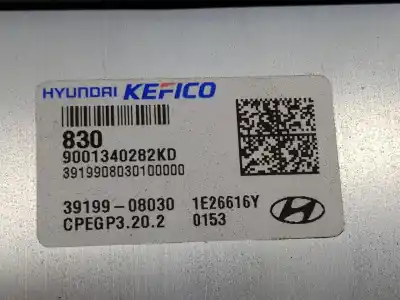 HYUNDAI KEFICO
830
9001340282KD
3919908030100000
39199-08030 1E26616Y
CPEGP3.20.2 0153